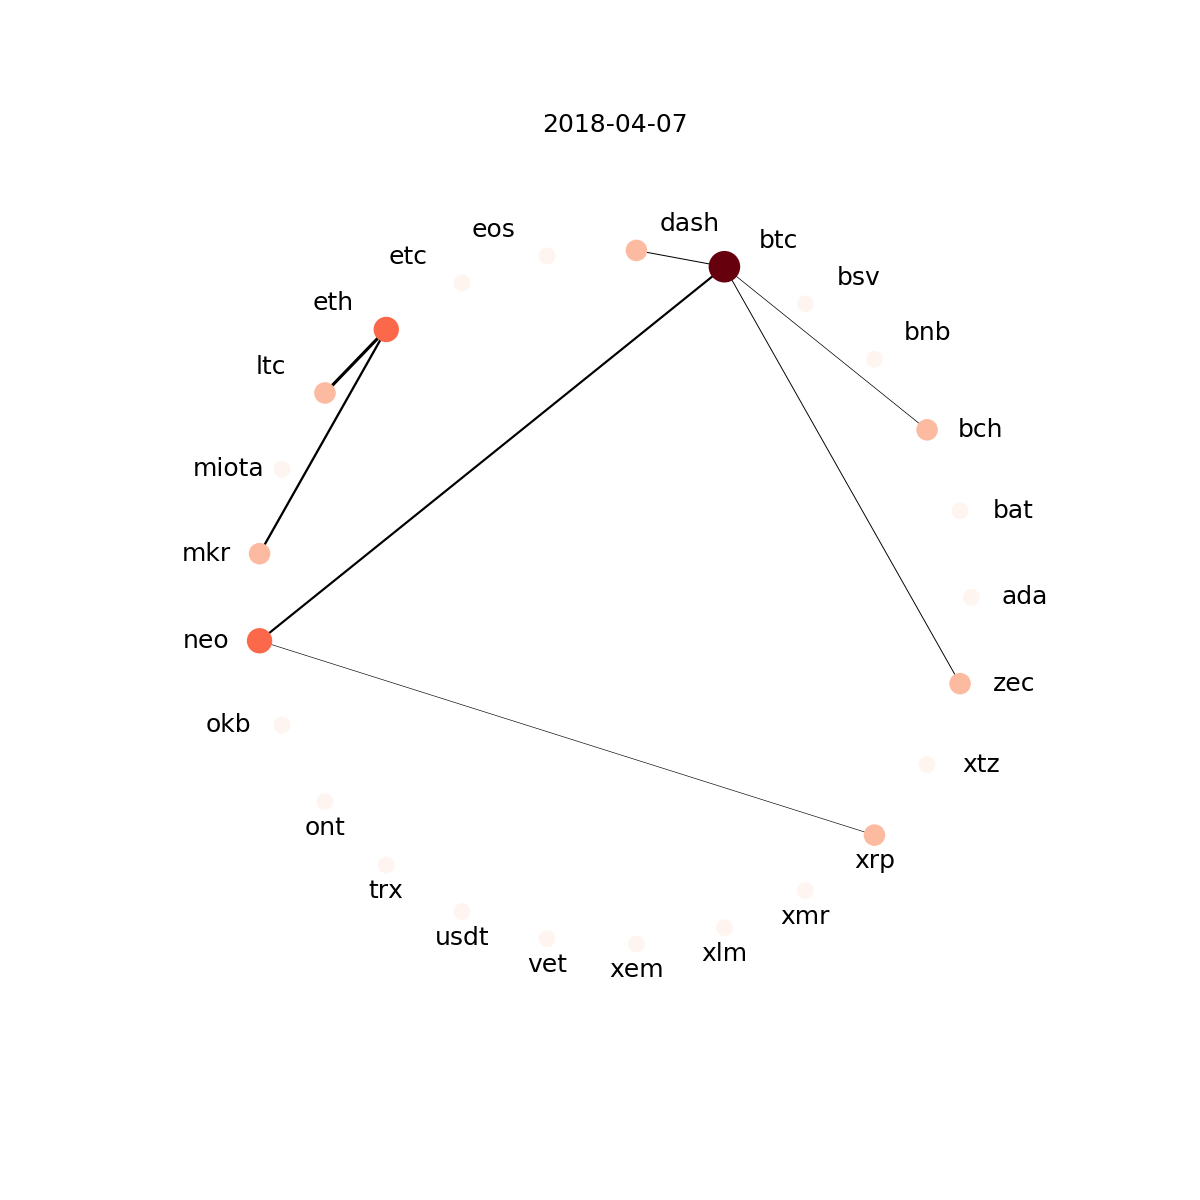 2018-04-07
dash
eos
btc
etc
bsv
eth
bnb
ltc
bch
miota
bat
mkr
ada
neo
zec
okb
xtz
ont
xrp
trx
xmr
usdt
xlm
vet
xem